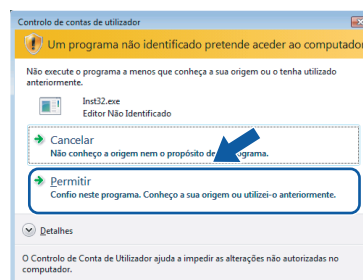 Controlo de contas de utilizador
Um programa não identificado pretende aceder ao computador
Não execute o programa a menos que conheça a sua origem ou o tenha utilizado
anteriormente.
Inst32.exe
Editor Não Identificado
Cancelar
Não conheço a origem nem o propósito de programa.
Permitir
Confio neste programa. Conheço a sua origem ou utilizei-o anteriormente.
Detalhes
O Controlo de Conta de Utilizador ajuda a impedir as alterações não autorizadas no
computador.